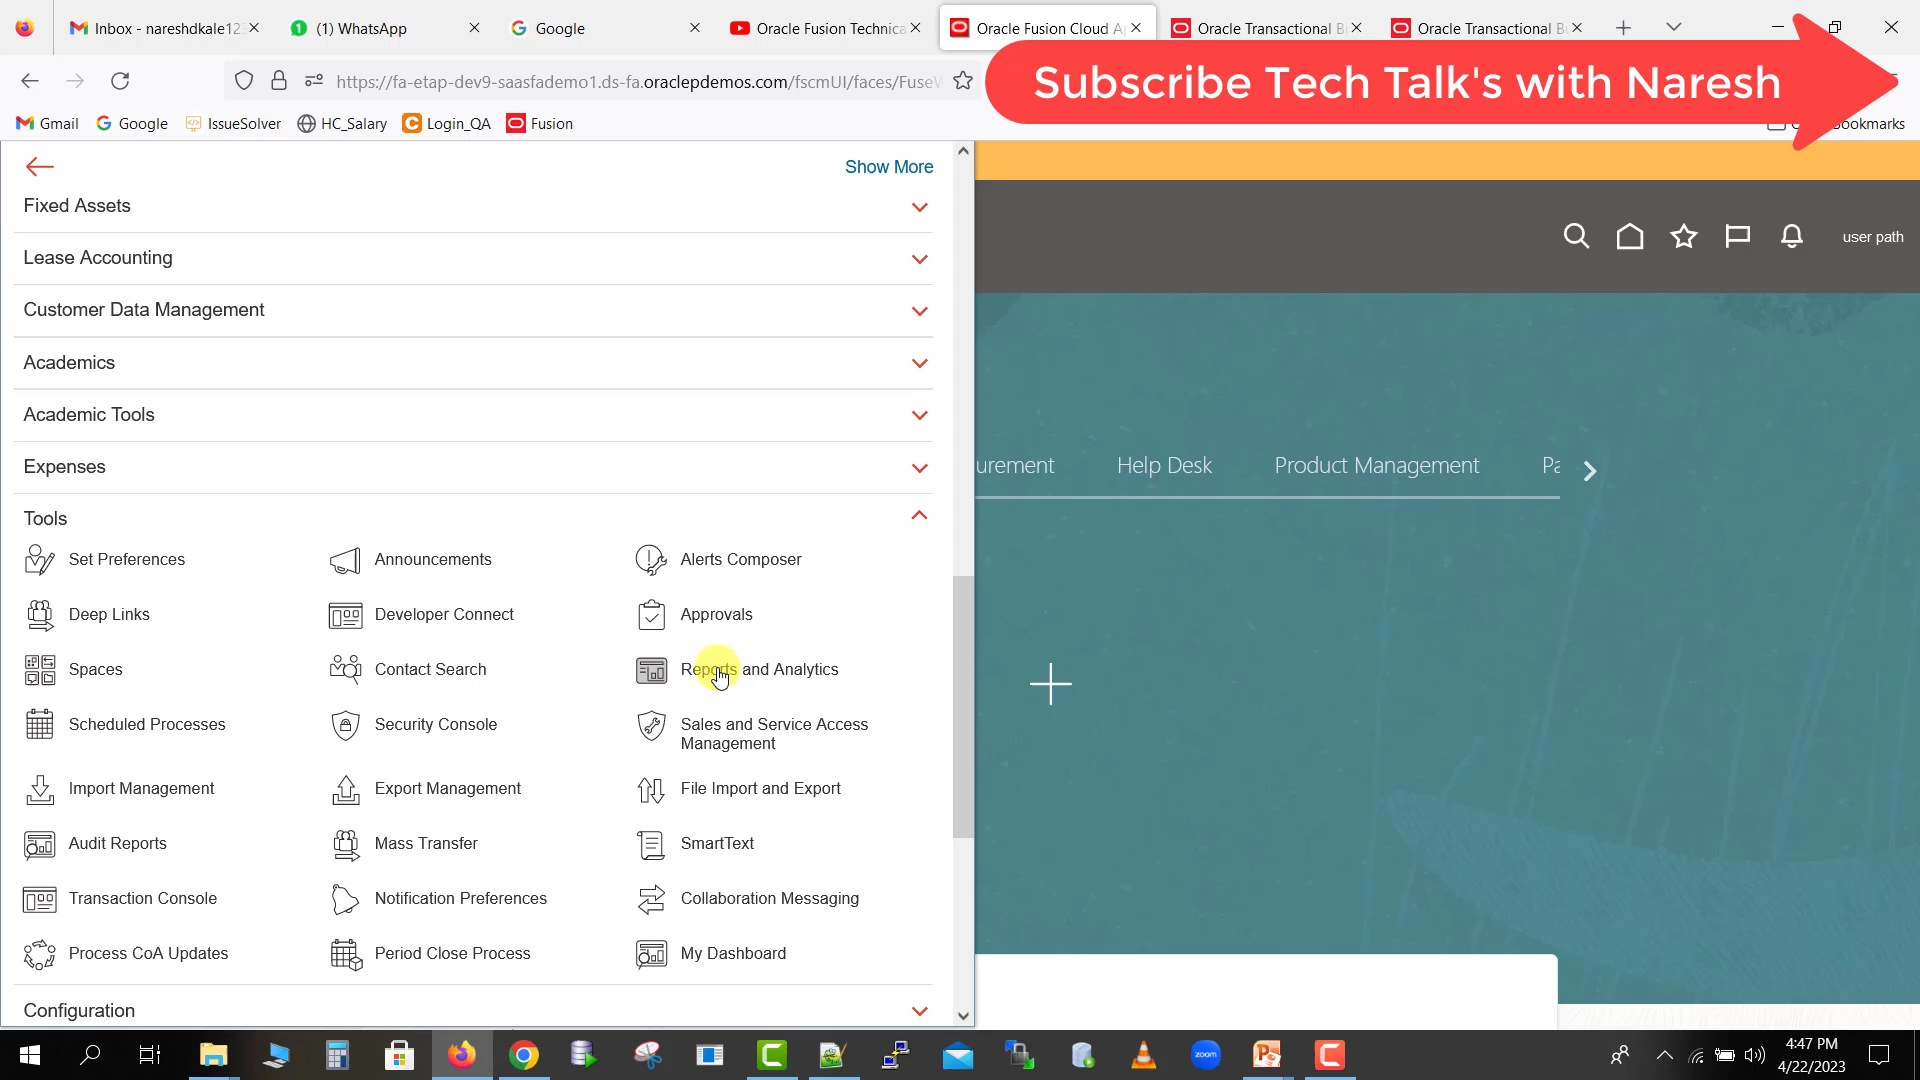 Inbox - nareshdkale12
(1) WhatsApp
Google
Oracle Fusion Technica
Oracle Fusion Cloud A
Oracle Transactional B
Oracle Transactional B
https://fa-etap-dev9-saasfademo1.ds-fa.oraclepdemos.com/fscmUI/faces/FuseW
Subscribe Tech Talk's with Naresh
Gmail
Google
IssueSolver
HC_Salary
Login_QA
Fusion
Bookmarks
Show More
Fixed Assets
Lease Accounting
Customer Data Management
Academics
Academic Tools
Expenses
Tools
Set Preferences
Announcements
Alerts Composer
Deep Links
Developer Connect
Approvals
Spaces
Contact Search
Reports and Analytics
Scheduled Processes
Security Console
Sales and Service Access
Management
Import Management
Export Management
File Import and Export
Audit Reports
Mass Transfer
SmartText
Transaction Console
Notification Preferences
Collaboration Messaging
Process CoA Updates
Period Close Process
My Dashboard
Configuration
user path
urement
Help Desk
Product Management
Pa
zoom
4:47 PM
4/22/2023